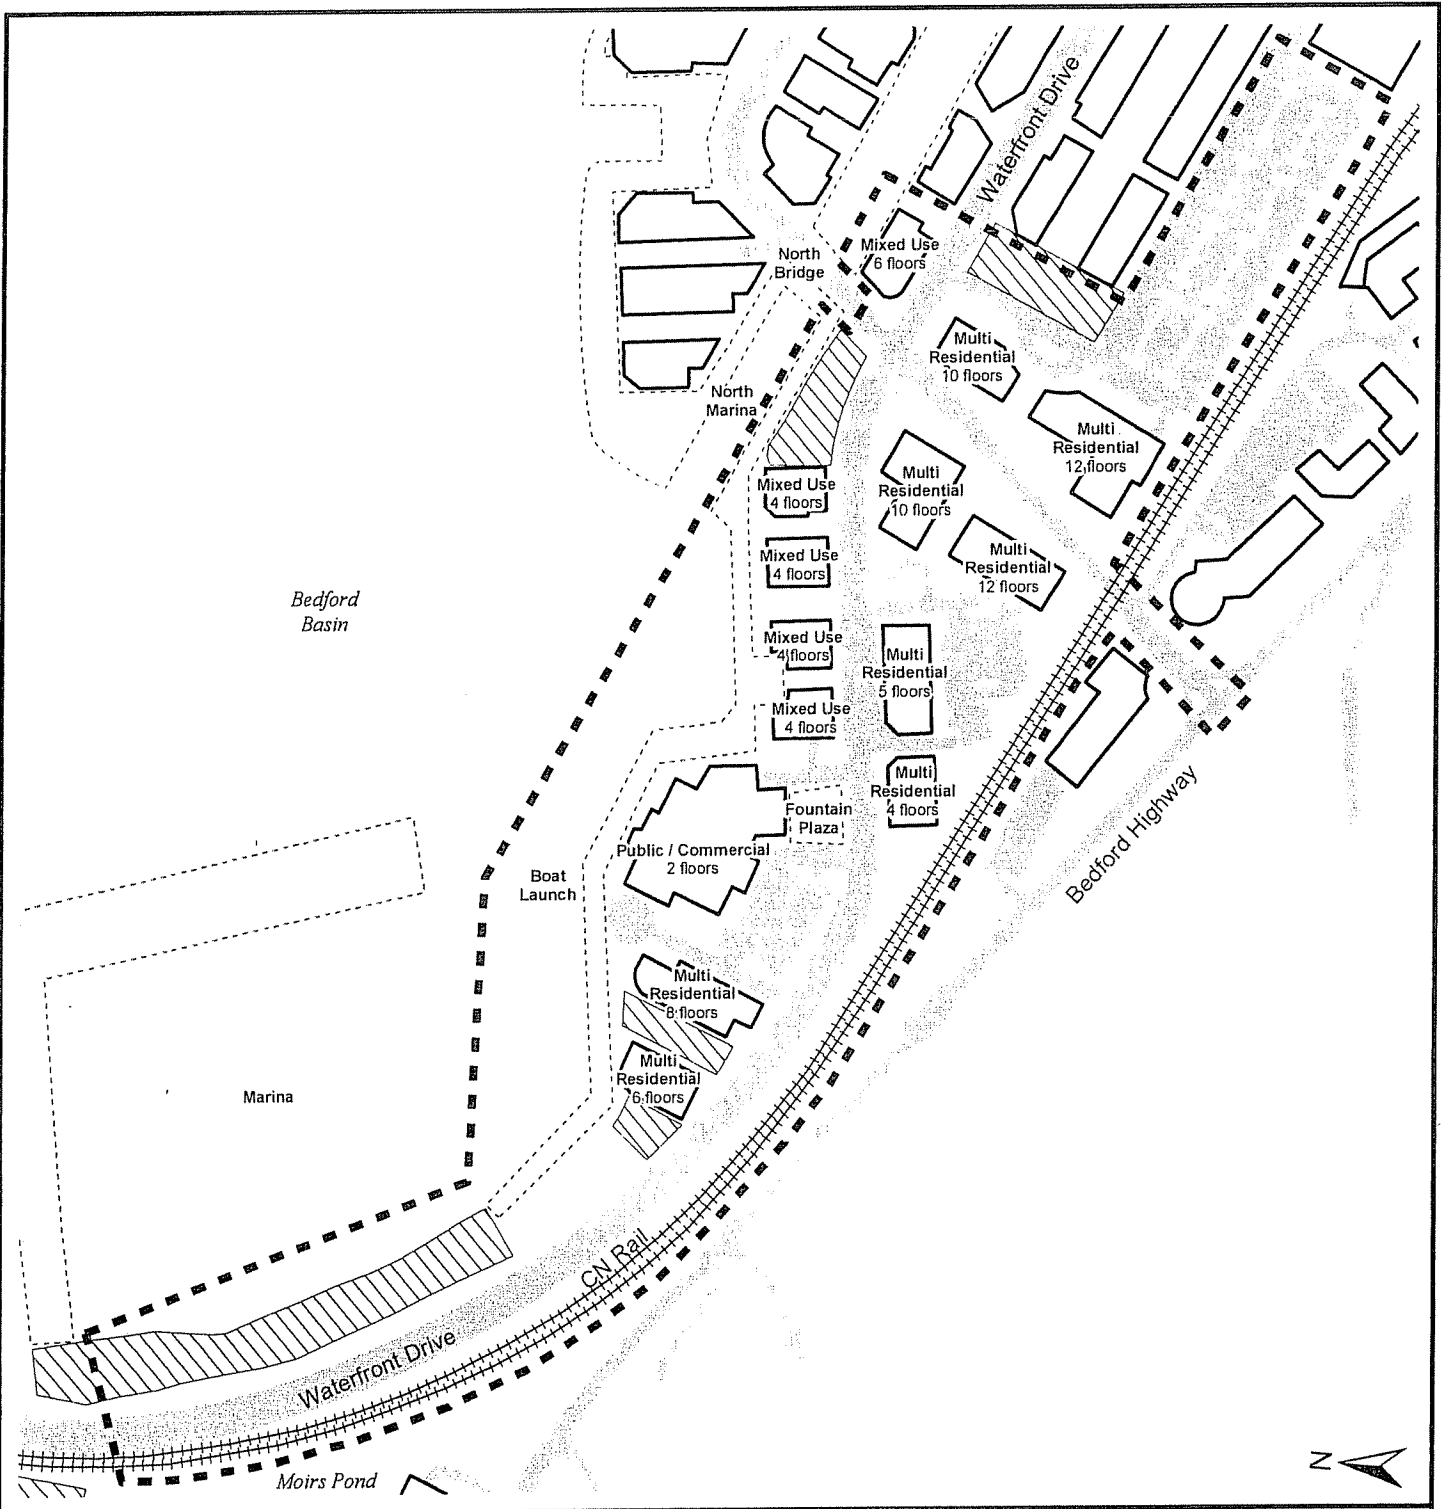 Waterfront Drive
Mixed Use
6 floors
North
Bridge
Multi
Residential
10 floors
North
Marina
Multi
Residential
12 floors
Multi
Residential
10 floors
Mixed Use
4 floors
Mixed Use
4 floors
Multi
Residential
12 floors
Bedford
Basin
Mixed Use
4 floors
Multi
Residential
5 floors
Mixed Use
4 floors
Multi
Residential
4 floors
Fountain
Plaza
Bedford Highway
Public / Commercial
2 floors
Boat
Launch
Multi
Residential
8 floors
Multi
Residential
6 floors
Marina
CN Rail
Waterfront Drive
Moirs Pond
N